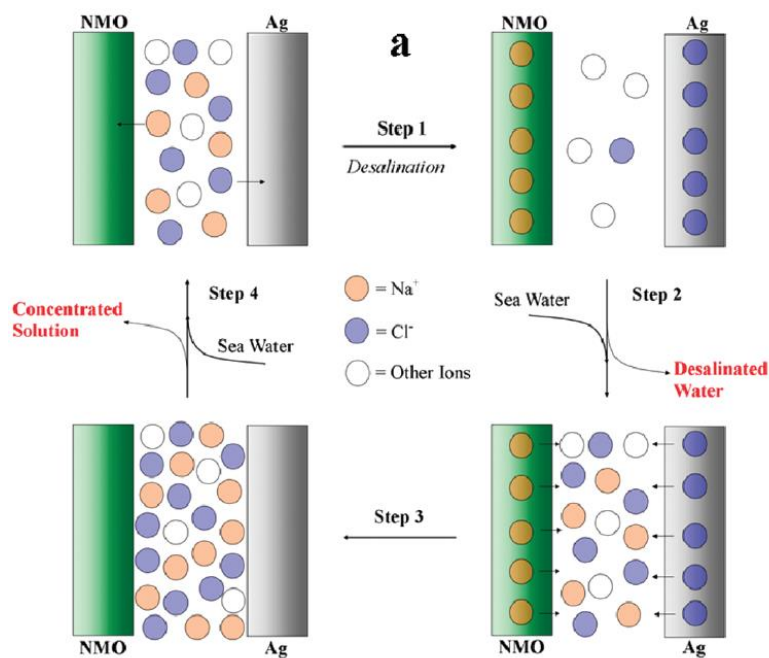 NMO
Ag
a
NMO
Ag
Step 1
Desalination
Step 4
Concentrated
Solution
Sea Water
= Na+
= Cl-
= Other Ions
Sea Water
Step 2
Desalinated
Water
Step 3
NMO
Ag
NMO
Ag